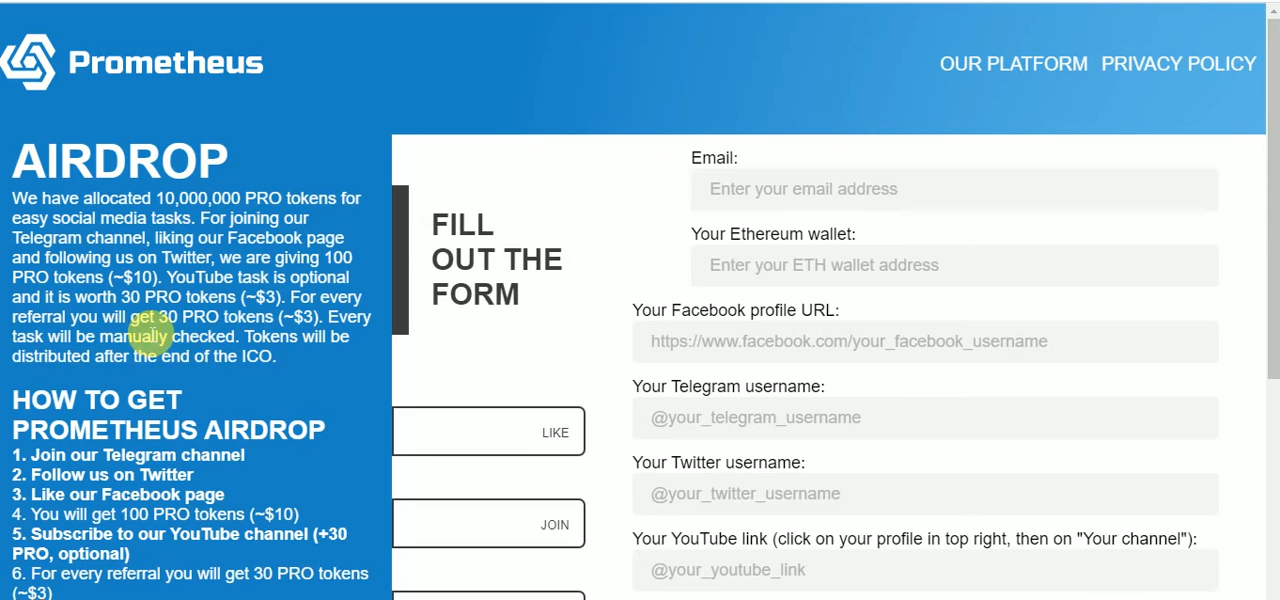 Prometheus
OUR PLATFORM PRIVACY POLICY
AIRDROP
We have allocated 10,000,000 PRO tokens for
easy social media tasks. For joining our
Telegram channel, liking our Facebook page
and following us on Twitter, we are giving 100
PRO tokens (~$10). YouTube task is optional
and it is worth 30 PRO tokens (~$3). For every
referral you will get 30 PRO tokens (~$3). Every
task will be manually checked. Tokens will be
distributed after the end of the ICO.
HOW TO GET
PROMETHEUS AIRDROP
1. Join our Telegram channel
2. Follow us on Twitter
3. Like our Facebook page
4. You will get 100 PRO tokens (~$10)
5. Subscribe to our YouTube channel (+30
PRO, optional)
6. For every referral you will get 30 PRO tokens
(~$3)
FILL
OUT THE
FORM
LIKE
JOIN
Email:
Enter your email address
Your Ethereum wallet:
Enter your ETH wallet address
Your Facebook profile URL:
https://www.facebook.com/your_facebook_username
Your Telegram username:
@your_telegram_username
Your Twitter username:
@your_twitter_username
Your YouTube link (click on your profile in top right, then on "Your channel"):
@your_youtube_link